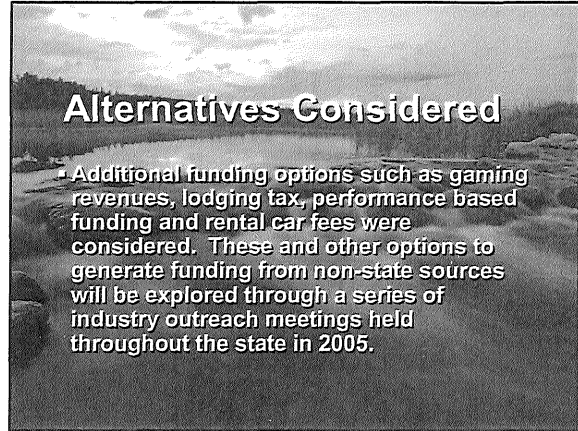 Alternatives Considered
▪ Additional funding options such as gaming
revenues, lodging tax, performance based
funding and rental car fees were
considered. These and other options to
generate funding from non-state sources
will be explored through a series of
industry outreach meetings held
throughout the state in 2005.